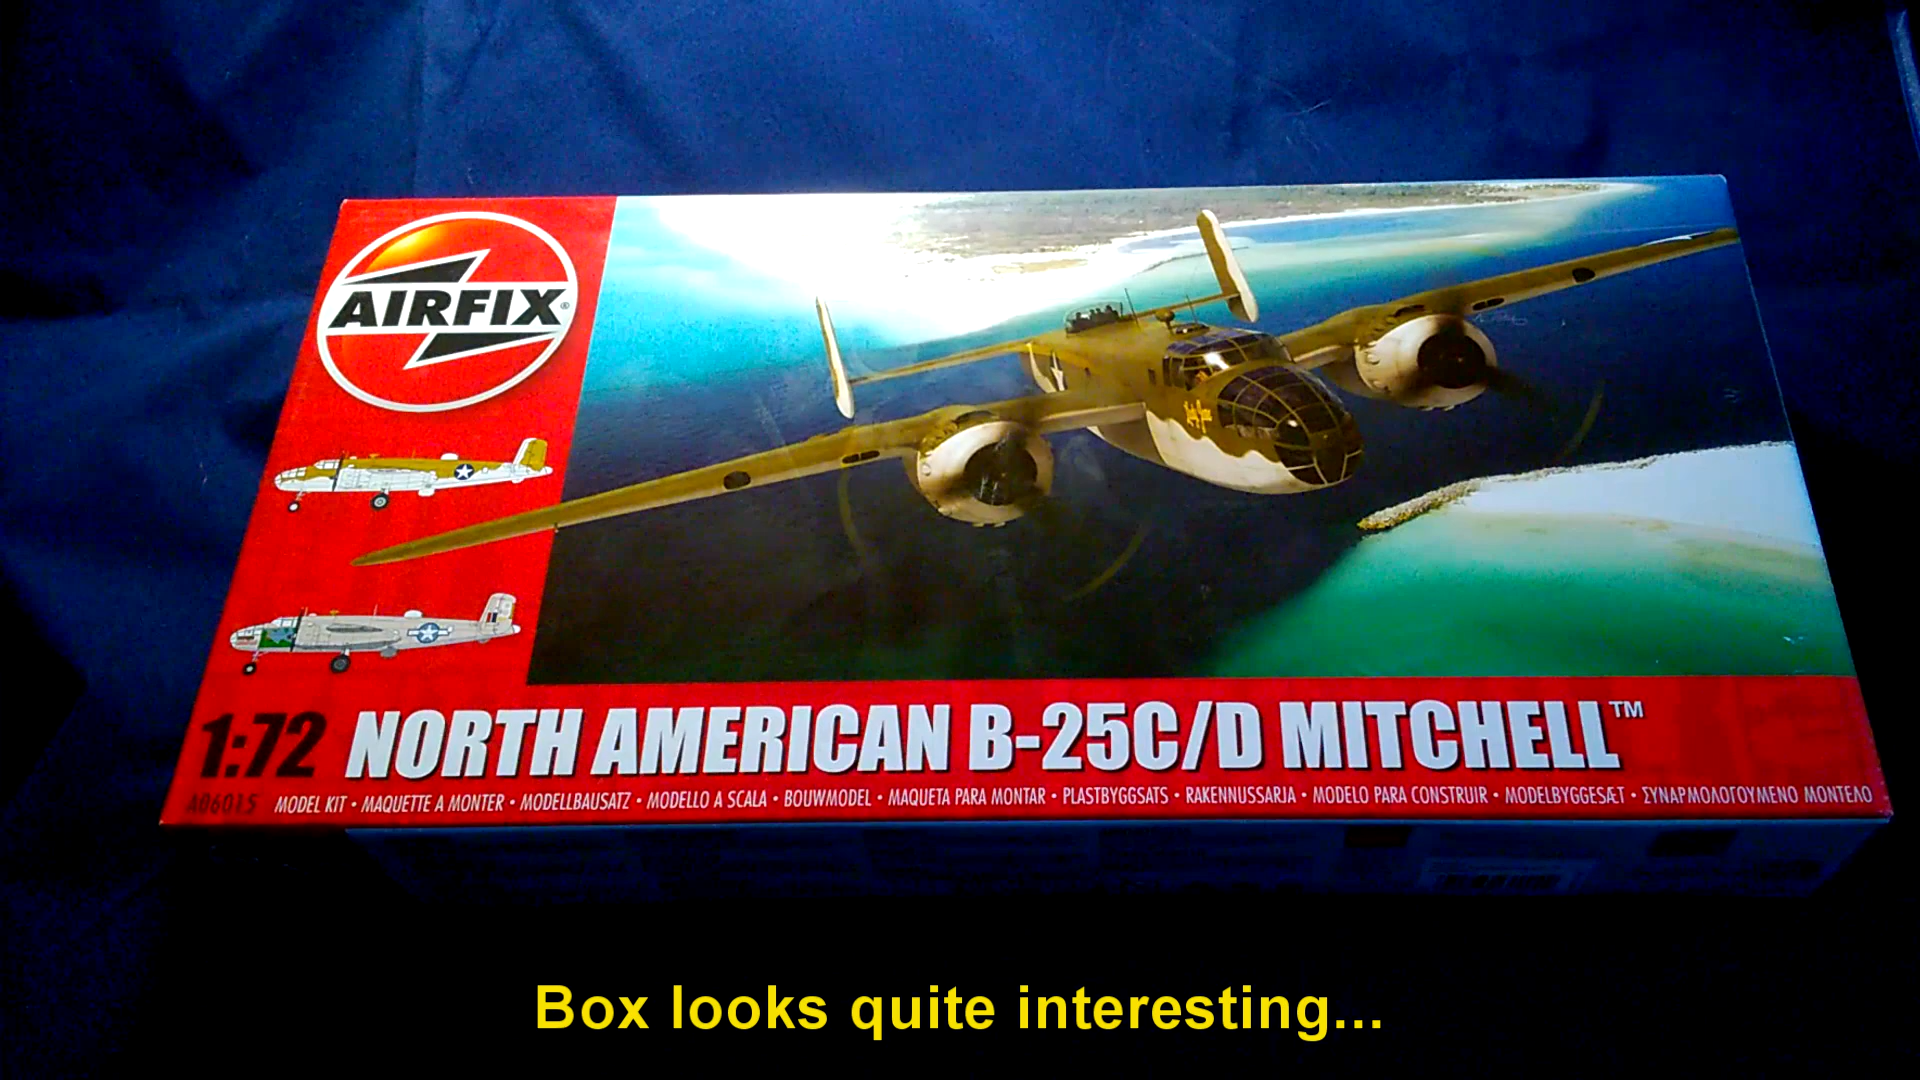 AIRFIX®
1:72 NORTH AMERICAN B-25C/D MITCHELL™
A06015 MODEL KIT • MAQUETTE A MONTER • MODELLBAUSATZ • MODELLO A SCALA • BOUWMODEL • MAQUETA PARA MONTAR • PLASTBYGGSATS • RAKENNUSSARJA • MODELO PARA CONSTRUIR • MODELBYGGESÆT • ΣΥΝΑΡΜΟΛΟΓΟΥΜΕΝΟ ΜΟΝΤΕΛΟ
Box looks quite interesting...